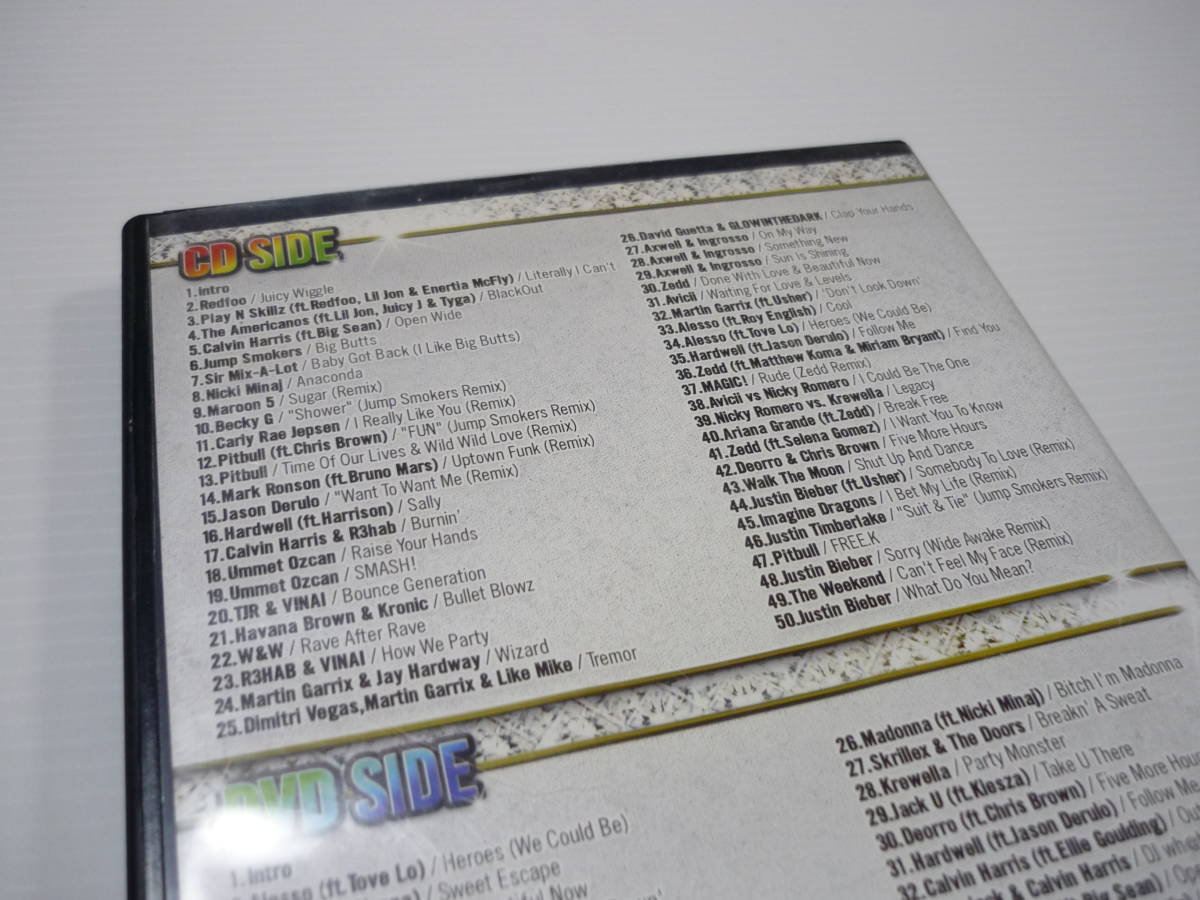 CD SIDE
1.Intro
2.Redfoo / Juicy Wiggle
3.Play N Skillz (ft.Redfoo, Lil Jon & Enertia McFly) / Literally I Can't
4.The Americanos (ft.Lil Jon, Juicy J & Tyga) / BlackOut
5.Calvin Harris (ft.Big Sean) / Open Wide
6.Jump Smokers / Big Butts
7.Sir Mix-A-Lot / Baby Got Back (I Like Big Butts)
8.Nicki Minaj / Anaconda
9.Maroon 5 / Sugar (Remix)
10.Becky G / "Shower" (Jump Smokers Remix)
11.Carly Rae Jepsen / I Really Like You (Remix)
12.Pitbull (ft.Chris Brown) / "FUN" (Jump Smokers Remix)
13.Pitbull / Time Of Our Lives & Wild Wild Love (Remix)
14.Mark Ronson (ft.Bruno Mars) / Uptown Funk (Remix)
15.Jason Derulo / "Want To Want Me (Remix)
16.Hardwell (ft.Harrison) / Sally
17.Calvin Harris & R3hab / Burnin'
18.Ummet Ozcan / Raise Your Hands
19.Ummet Ozcan / SMASH!
20.TJR & VINAI / Bounce Generation
21.Havana Brown & Kronic / Bullet Blowz
22.W&W / Rave After Rave
23.R3HAB & VINAI / How We Party
24.Martin Garrix & Jay Hardway / Wizard
25.Dimitri Vegas,Martin Garrix & Like Mike / Tremor
26.David Guetta & GLOWINTHEDARK / Clap Your Hands
27.Axwell & Ingrosso / On My Way
28.Axwell & Ingrosso / Something New
29.Axwell & Ingrosso / Sun Is Shining
30.Zedd / Done With Love & Beautiful Now
31.Avicii / Waiting For Love & Levels
32.Martin Garrix (ft.Usher) / 'Don't Look Down'
33.Alesso (ft.Roy English) / Cool
34.Alesso (ft.Tove Lo) / Heroes (We Could Be)
35.Hardwell (ft.Jason Derulo) / Follow Me
36.Zedd (ft.Matthew Koma & Miriam Bryant) / Find You
37.MAGIC! / Rude (Zedd Remix)
38.Avicii vs Nicky Romero / I Could Be The One
39.Nicky Romero vs. Krewella / Legacy
40.Ariana Grande (ft.Zedd) / Break Free
41.Zedd (ft.Selena Gomez) / I Want You To Know
42.Deorro & Chris Brown / Five More Hours
43.Walk The Moon / Shut Up And Dance
44.Justin Bieber (ft.Usher) / Somebody To Love (Remix)
45.Imagine Dragons / I Bet My Life (Remix)
46.Justin Timberlake / "Suit & Tie" (Jump Smokers Remix)
47.Pitbull / FREE.K
48.Justin Bieber / Sorry (Wide Awake Remix)
49.The Weekend / Can't Feel My Face (Remix)
50.Justin Bieber / What Do You Mean?
DVD SIDE
1.Intro
Alesso (ft.Tove Lo) / Heroes (We Could Be)
/ Sweet Escape
Now
26.Madonna (ft.Nicki Minaj) / Bitch I'm Madonna
27.Skrillex & The Doors / Breakn' A Sweat
28.Krewella / Party Monster
29.Jack U (ft.Kiesza) / Take U There
30.Deorro (ft.Chris Brown) / Five More Hour
31.Hardwell (ft.Jason Derulo) / Follow Me
32.Calvin Harris (ft.Ellie Goulding) /
& Calvin Harris / DJ
Big Sean) /